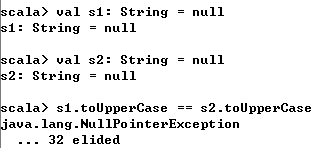 scala> val s1: String = null
s1: String = null
scala> val s2: String = null
s2: String = null
scala> s1.toUpperCase == s2.toUpperCase
java.lang.NullPointerException
... 32 elided